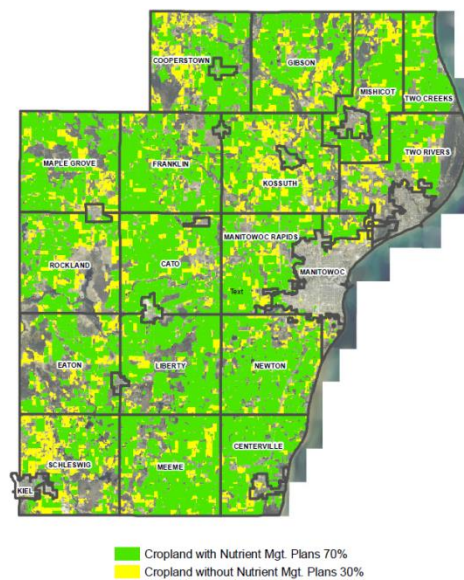 COOPERSTOWN
GIBSON
MISHICOT
TWO CREEKS
MAPLE GROVE
FRANKLIN
KOSSUTH
TWO RIVERS
ROCKLAND
CATO
MANITOWOC RAPIDS
MANITOWOC
Text
EATON
LIBERTY
NEWTON
SCHLESWIG
MEEME
CENTERVILLE
KIEL
Cropland with Nutrient Mgt. Plans 70%
Cropland without Nutrient Mgt. Plans 30%